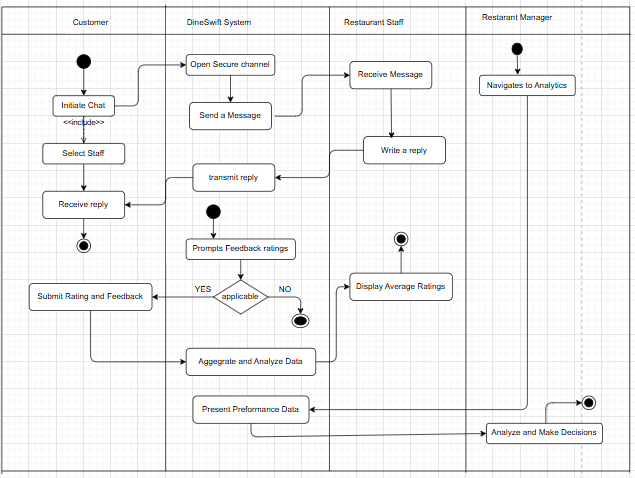 Customer
DineSwift System
Restaurant Staff
Restarant Manager
Open Secure channel
Receive Message
Navigates to Analytics
Initiate Chat
<<include>>
Send a Message
Select Staff
Write a reply
transmit reply
Receive reply
Prompts Feedback ratings
YES
NO
applicable
Submit Rating and Feedback
Display Average Ratings
Aggegrate and Analyze Data
Present Preformance Data
Analyze and Make Decisions